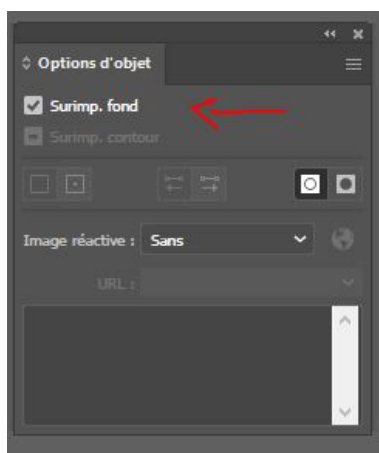 Options d'objet
Surimp. fond
Surimp. contour
Image réactive : Sans
URL :